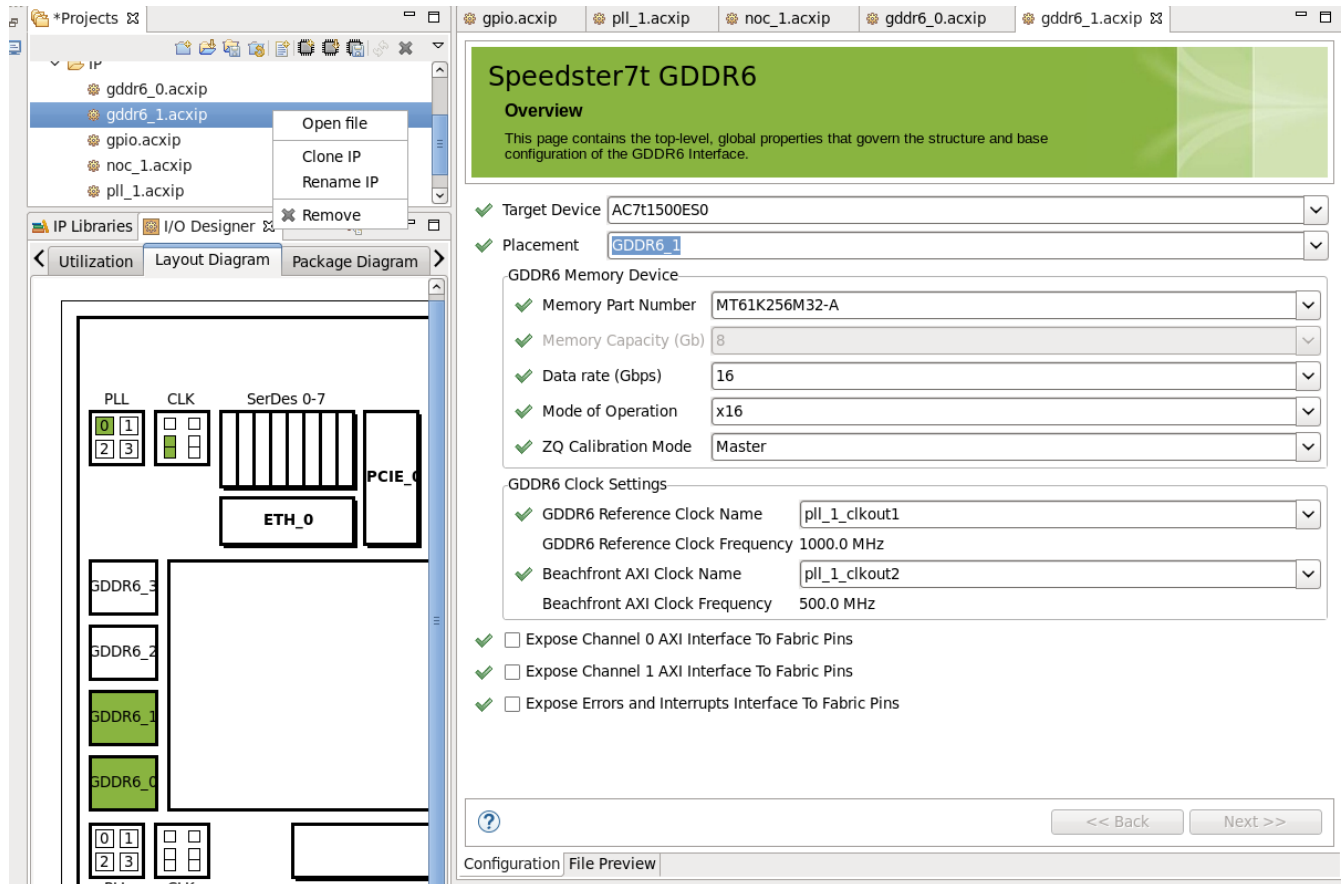 *Projects
IP
gddr6_0.acxip
gddr6_1.acxip
gpio.acxip
noc_1.acxip
pll_1.acxip
Open file
Clone IP
Rename IP
Remove
IP Libraries
I/O Designer
Utilization
Layout Diagram
Package Diagram
PLL
CLK
SerDes 0-7
0 1
2 3
PCIE_0
ETH_0
GDDR6_3
GDDR6_2
GDDR6_1
GDDR6_0
0 1
2 3
PLL
CLK
gpio.acxip
pll_1.acxip
noc_1.acxip
gddr6_0.acxip
gddr6_1.acxip
Speedster7t GDDR6
Overview
This page contains the top-level, global properties that govern the structure and base
configuration of the GDDR6 Interface.
Target Device AC7t1500ES0
Placement GDDR6_1
GDDR6 Memory Device
Memory Part Number MT61K256M32-A
Memory Capacity (Gb) 8
Data rate (Gbps) 16
Mode of Operation x16
ZQ Calibration Mode Master
GDDR6 Clock Settings
GDDR6 Reference Clock Name pll_1_clkout1
GDDR6 Reference Clock Frequency 1000.0 MHz
Beachfront AXI Clock Name pll_1_clkout2
Beachfront AXI Clock Frequency 500.0 MHz
Expose Channel 0 AXI Interface To Fabric Pins
Expose Channel 1 AXI Interface To Fabric Pins
Expose Errors and Interrupts Interface To Fabric Pins
?
<< Back
Next >>
Configuration
File Preview